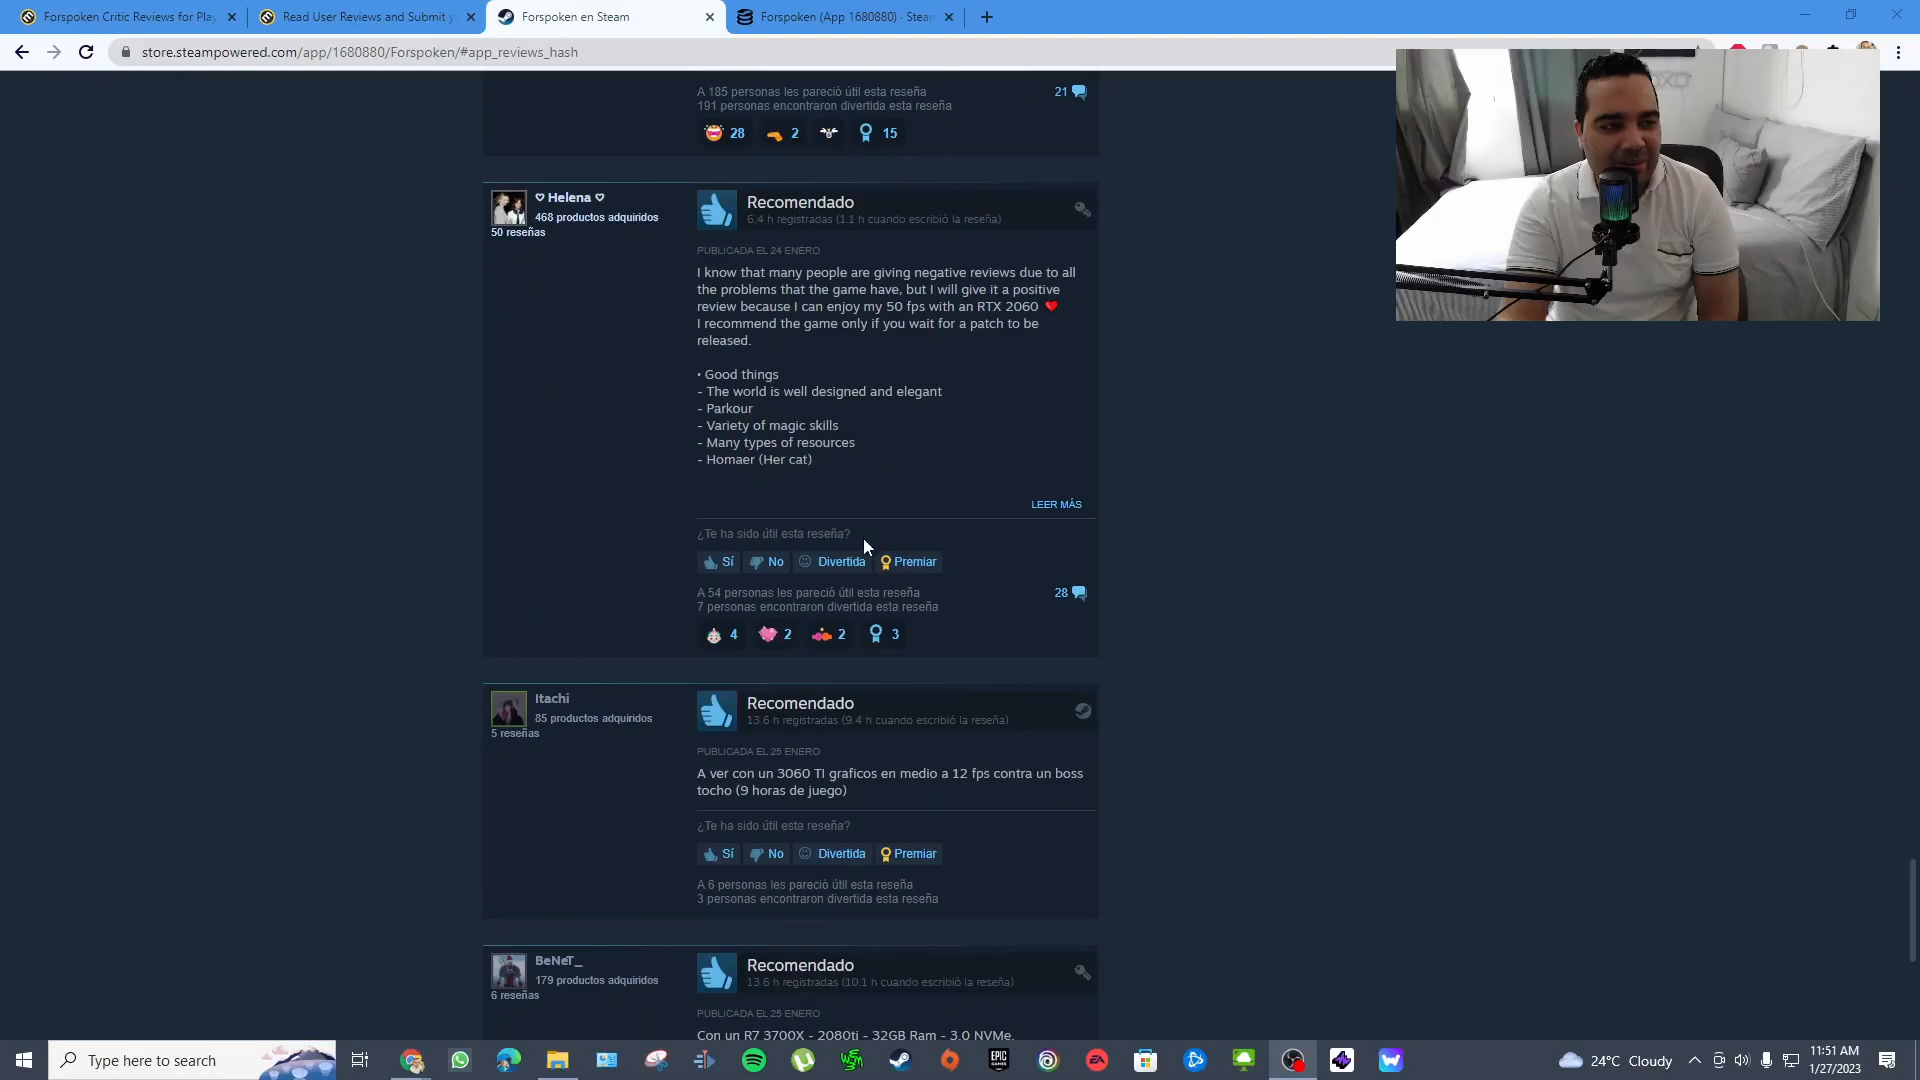 Forspoken Critic Reviews for Play
Read User Reviews and Submit y
Forspoken en Steam
Forspoken (App 1680880) · Steam
store.steampowered.com/app/1680880/Forspoken/#app_reviews_hash
A 185 personas les pareció útil esta reseña
191 personas encontraron divertida esta reseña
21
28
2
15
♡ Helena ♡
468 productos adquiridos
50 reseñas
Recomendado
6.4 h registradas (1.1 h cuando escribió la reseña)
PUBLICADA EL 24 ENERO
I know that many people are giving negative reviews due to all
the problems that the game have, but I will give it a positive
review because I can enjoy my 50 fps with an RTX 2060 ❤
I recommend the game only if you wait for a patch to be
released.
• Good things
- The world is well designed and elegant
- Parkour
- Variety of magic skills
- Many types of resources
- Homaer (Her cat)
LEER MÁS
¿Te ha sido útil esta reseña?
Sí No Divertida Premiar
A 54 personas les pareció útil esta reseña
7 personas encontraron divertida esta reseña
28
4 2 2 3
Itachi
85 productos adquiridos
5 reseñas
Recomendado
13.6 h registradas (9.4 h cuando escribió la reseña)
PUBLICADA EL 25 ENERO
A ver con un 3060 TI graficos en medio a 12 fps contra un boss
tocho (9 horas de juego)
¿Te ha sido útil esta reseña?
Sí No Divertida Premiar
A 6 personas les pareció útil esta reseña
3 personas encontraron divertida esta reseña
BeNeT_
179 productos adquiridos
6 reseñas
Recomendado
13.6 h registradas (10.1 h cuando escribió la reseña)
PUBLICADA EL 25 ENERO
Con un R7 3700X - 2080ti - 32GB Ram - 3.0 NVMe.
Type here to search
24°C Cloudy
11:51 AM
1/27/2023